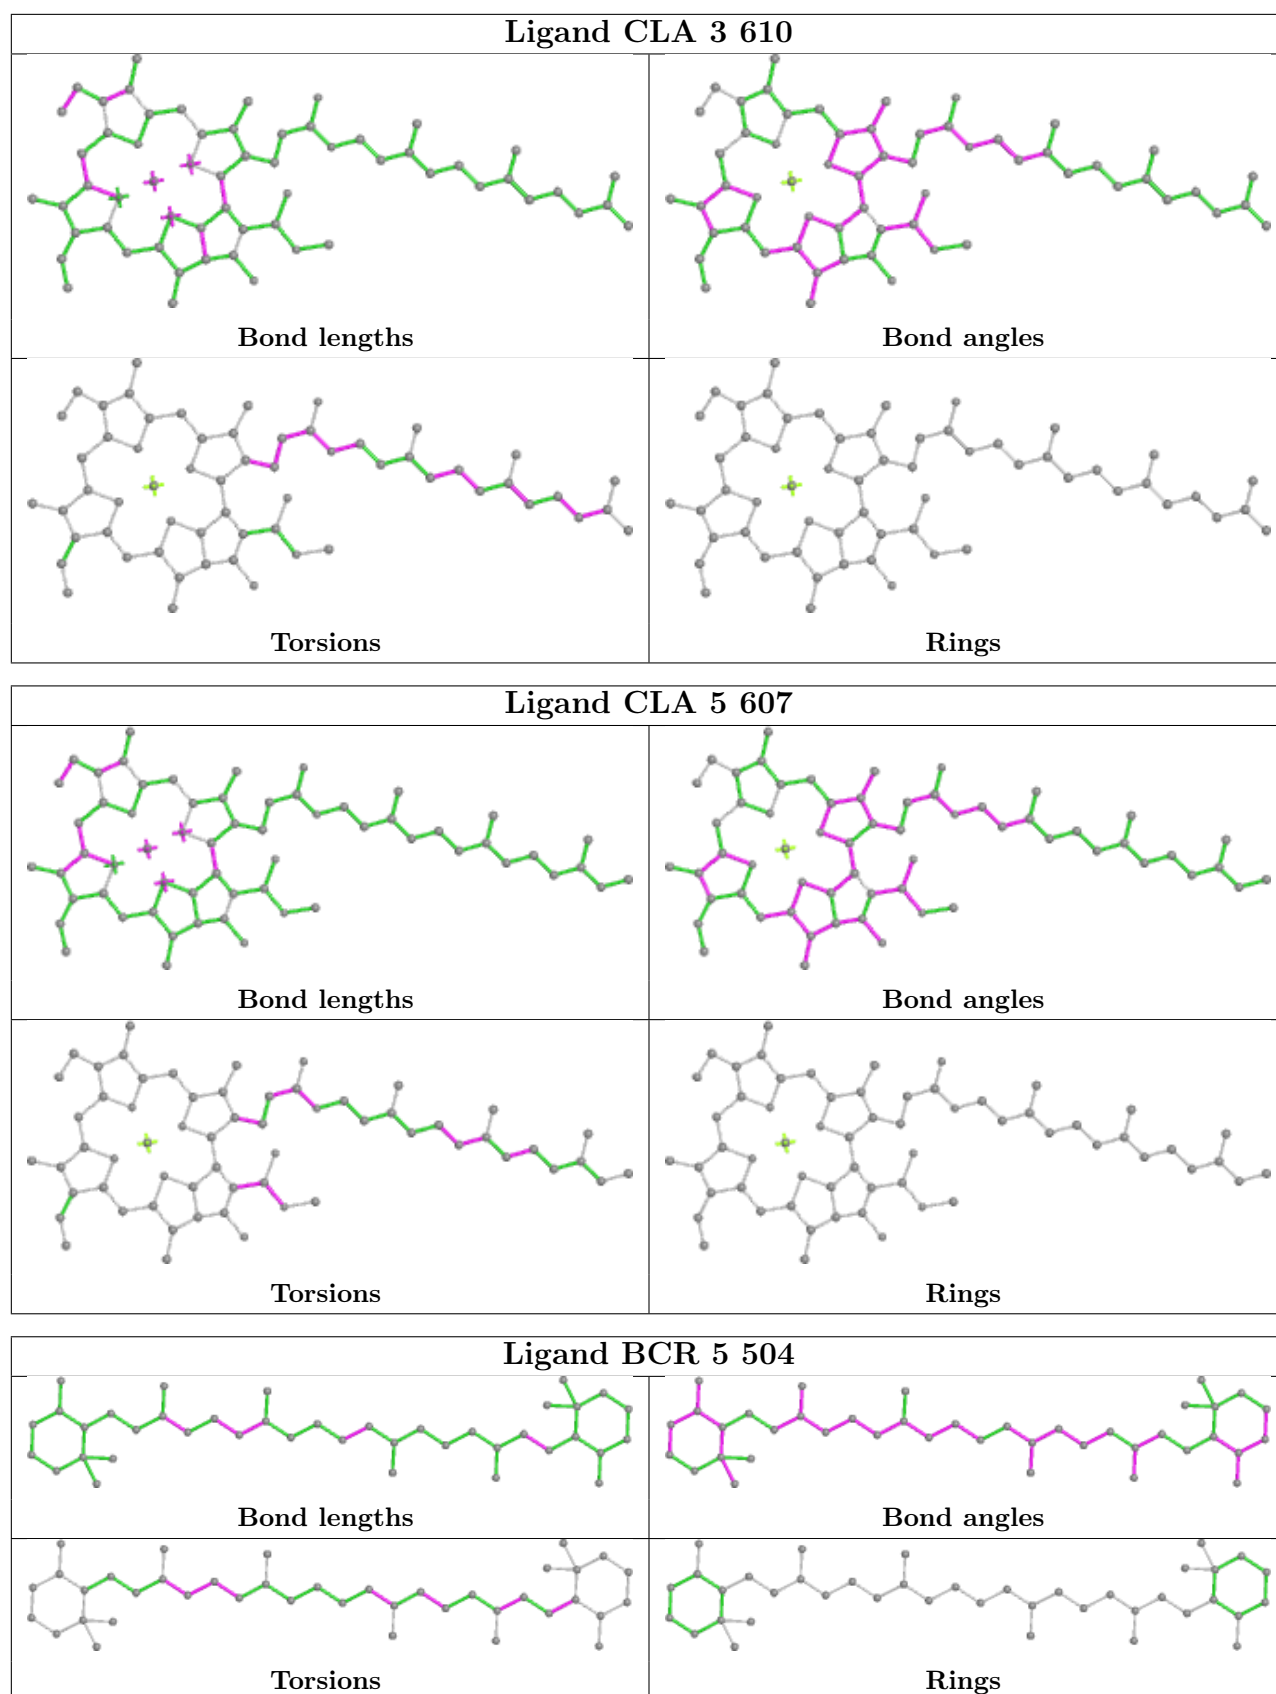 Ligand CLA 3 610
Bond lengths
Bond angles
Torsions
Rings
Ligand CLA 5 607
Bond lengths
Bond angles
Torsions
Rings
Ligand BCR 5 504
Bond lengths
Bond angles
Torsions
Rings